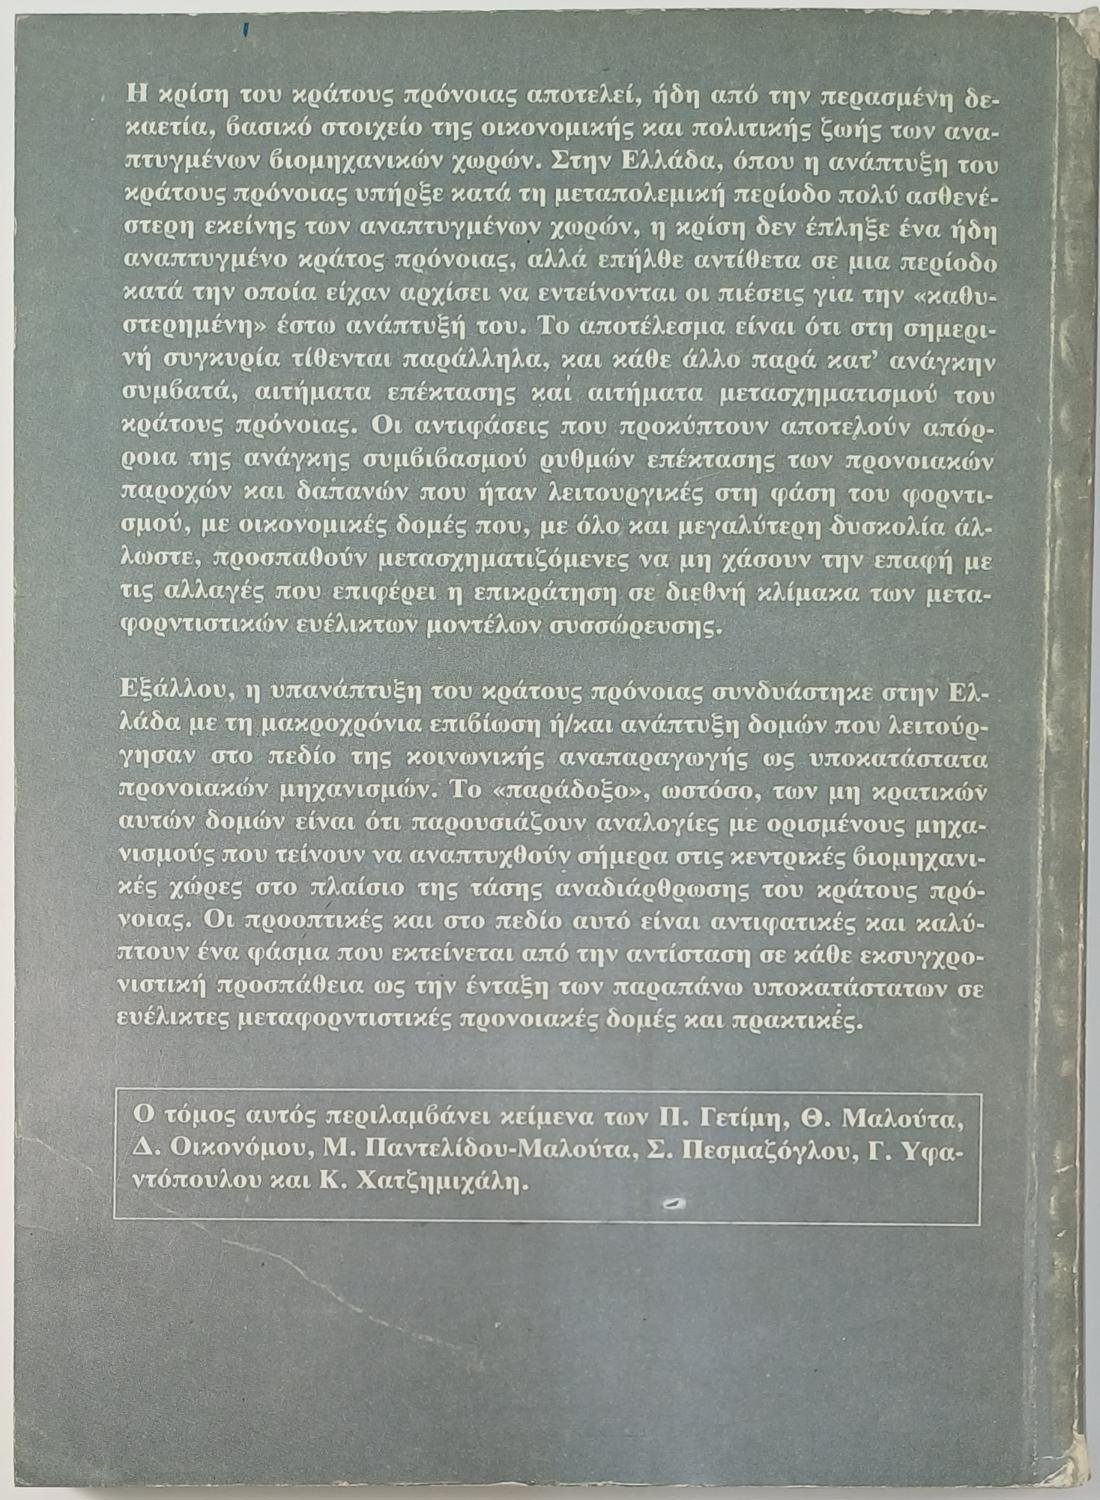 Η κρίση του κράτους πρόνοιας αποτελεί, ήδη από την περασμένη δε-
καετία, βασικό στοιχείο της οικονομικής και πολιτικής ζωής των ανα-
πτυγμένων βιομηχανικών χωρών. Στην Ελλάδα, όπου η ανάπτυξη του
κράτους πρόνοιας υπήρξε κατά τη μεταπολεμική περίοδο πολύ ασθενέ-
στερη εκείνης των αναπτυγμένων χωρών, η κρίση δεν έπληξε ένα ήδη
αναπτυγμένο κράτος πρόνοιας, αλλά επήλθε αντίθετα σε μια περίοδο
κατά την οποία είχαν αρχίσει να εντείνονται οι πιέσεις για την «καθυ-
στερημένη» έστω ανάπτυξή του. Το αποτέλεσμα είναι ότι στη σημερι-
νή συγκυρία τίθενται παράλληλα, και κάθε άλλο παρά κατ’ ανάγκην
συμβατά, αιτήματα επέκτασης και αιτήματα μετασχηματισμού του
κράτους πρόνοιας. Οι αντιφάσεις που προκύπτουν αποτελούν απόρ-
ροια της ανάγκης συμβιβασμού ρυθμών επέκτασης των προνοιακών
παροχών και δαπανών που ήταν λειτουργικές στη φάση του φορντι-
σμού, με οικονομικές δομές που, με όλο και μεγαλύτερη δυσκολία άλ-
λωστε, προσπαθούν μετασχηματιζόμενες να μη χάσουν την επαφή με
τις αλλαγές που επιφέρει η επικράτηση σε διεθνή κλίμακα των μετα-
φορντιστικών ευέλικτων μοντέλων συσσώρευσης.
Εξάλλου, η υπανάπτυξη του κράτους πρόνοιας συνδυάστηκε στην Ελ-
λάδα με τη μακροχρόνια επιβίωση ή/και ανάπτυξη δομών που λειτούρ-
γησαν στο πεδίο της κοινωνικής αναπαραγωγής ως υποκατάστατα
προνοιακών μηχανισμών. Το «παράδοξο», ωστόσο, των μη κρατικών
αυτών δομών είναι ότι παρουσιάζουν αναλογίες με ορισμένους μηχα-
νισμούς που τείνουν να αναπτυχθούν σήμερα στις κεντρικές βιομηχανι-
κές χώρες στο πλαίσιο της τάσης αναδιάρθρωσης του κράτους πρό-
νοιας. Οι προοπτικές και στο πεδίο αυτό είναι αντιφατικές και καλύ-
πτουν ένα φάσμα που εκτείνεται από την αντίσταση σε κάθε εκσυγχρο-
νιστική προσπάθεια ως την ένταξη των παραπάνω υποκατάστατων σε
ευέλικτες μεταφορντιστικές προνοιακές δομές και πρακτικές.
Ο τόμος αυτός περιλαμβάνει κείμενα των Π. Γετίμη, Θ. Μαλούτα,
Δ. Οικονόμου, Μ. Παντελίδου-Μαλούτα, Σ. Πεσμαζόγλου, Γ. Υφα-
ντόπουλου και Κ. Χατζημιχάλη.